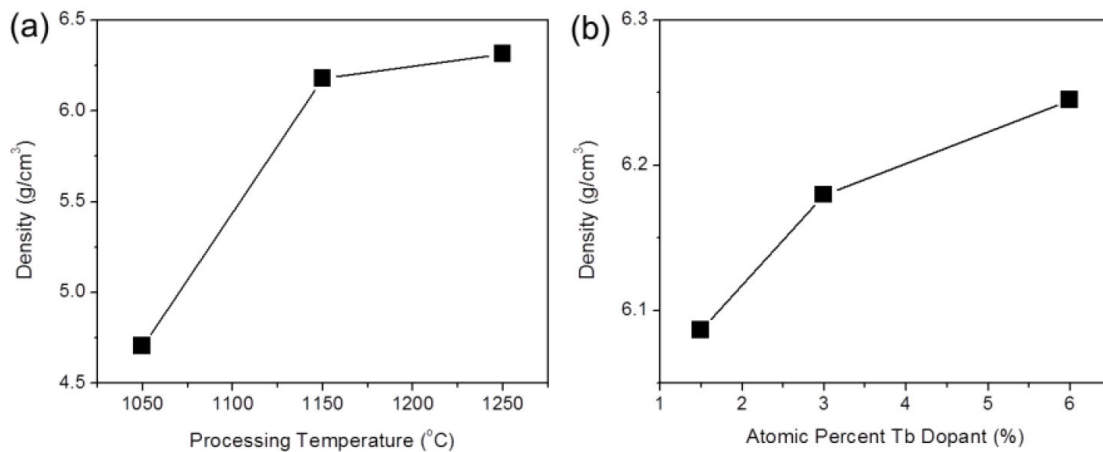 (a)
6.5
6.0
5.5
5.0
4.5
Density (g/cm³)
1050 1100 1150 1200 1250
Processing Temperature (°C)
(b)
6.3
6.2
6.1
Density (g/cm³)
1 2 3 4 5 6
Atomic Percent Tb Dopant (%)